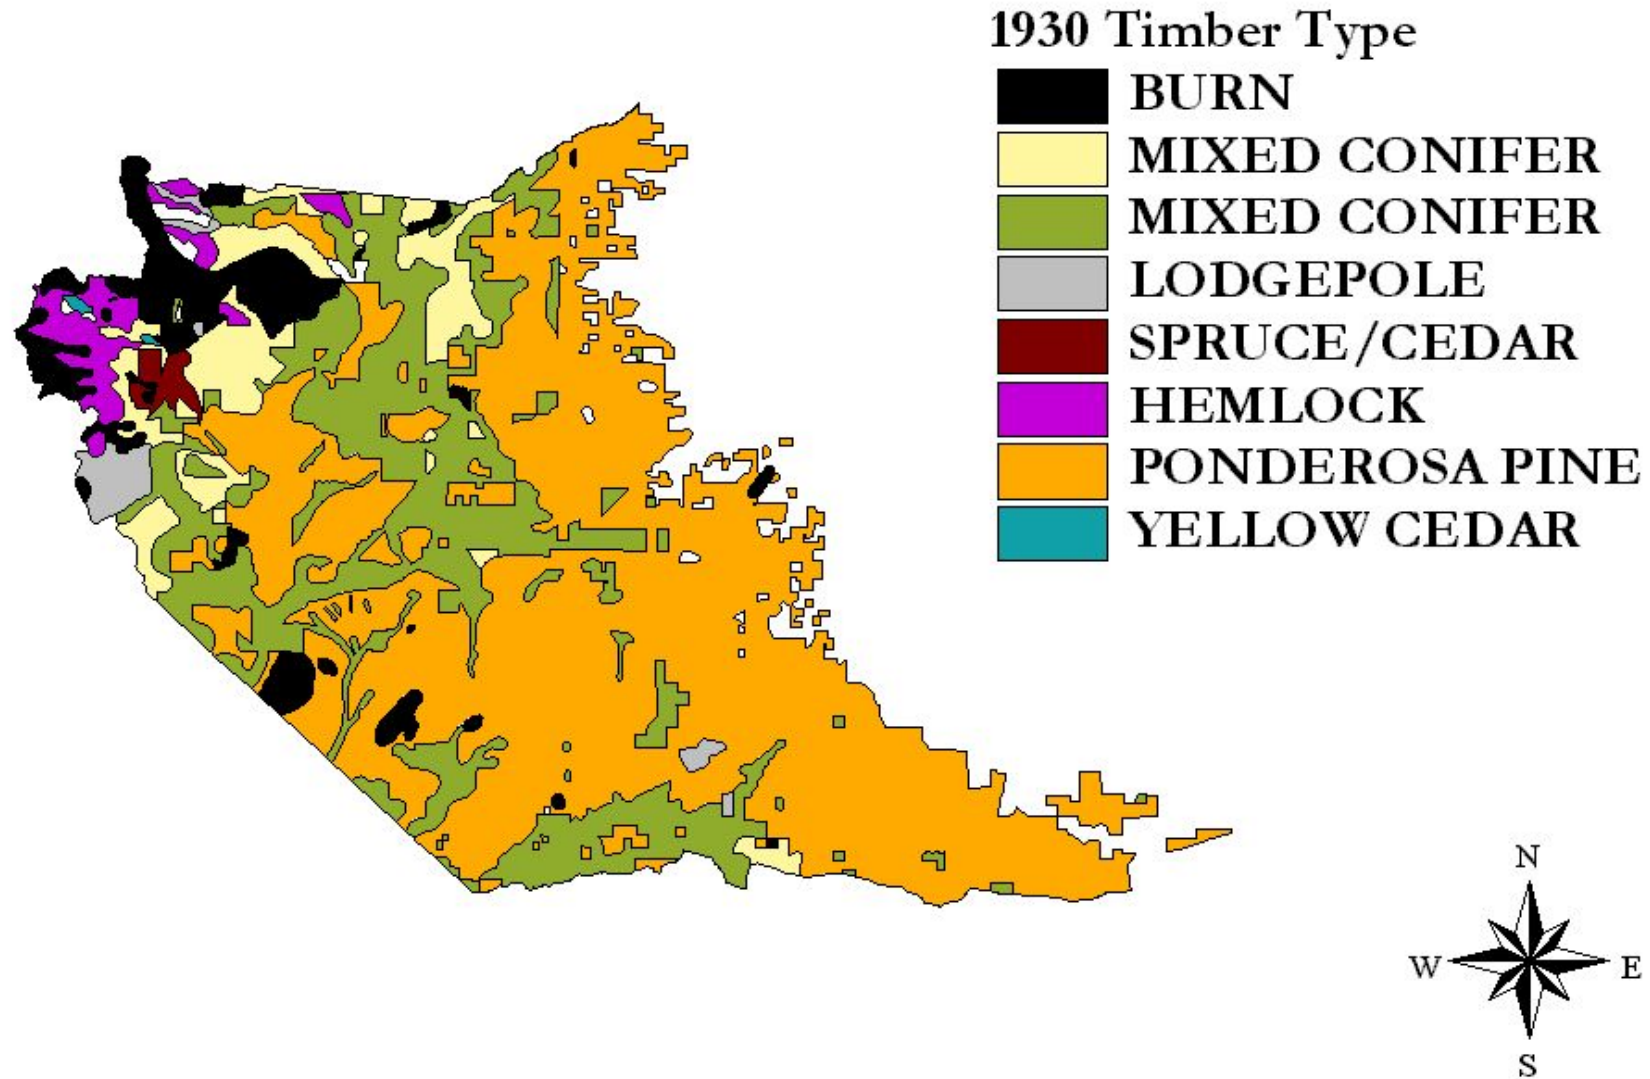 1930 Timber Type
BURN
MIXED CONIFER
MIXED CONIFER
LODGEPOLE
SPRUCE/CEDAR
HEMLOCK
PONDEROSA PINE
YELLOW CEDAR
N
W E
S